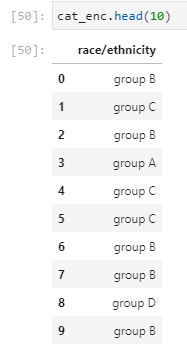 [50]: cat_enc.head(10)
[50]: race/ethnicity
0 group B
1 group C
2 group B
3 group A
4 group C
5 group C
6 group B
7 group B
8 group D
9 group B